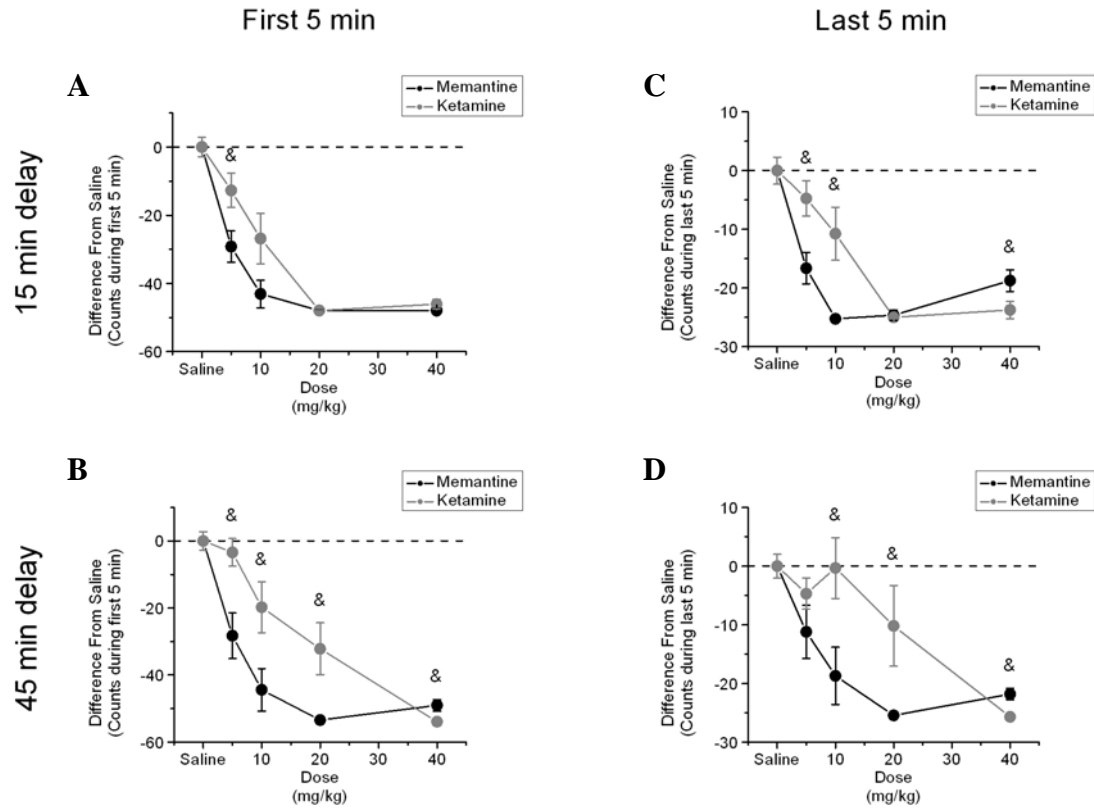 First 5 min
Last 5 min
15 min delay
A
Memantine
Ketamine
&
0
-20
-40
-60
Difference From Saline
(Counts during first 5 min)
Saline 10 20 30 40
Dose
(mg/kg)
C
Memantine
Ketamine
& & &
10
0
-10
-20
-30
Difference From Saline
(Counts during last 5 min)
Saline 10 20 30 40
Dose
(mg/kg)
45 min delay
B
Memantine
Ketamine
& & & &
20
0
-20
-40
-60
Difference From Saline
(Counts during first 5 min)
Saline 10 20 30 40
Dose
(mg/kg)
D
Memantine
Ketamine
& & &
10
0
-10
-20
-30
Difference From Saline
(Counts during last 5 min)
Saline 10 20 30 40
Dose
(mg/kg)